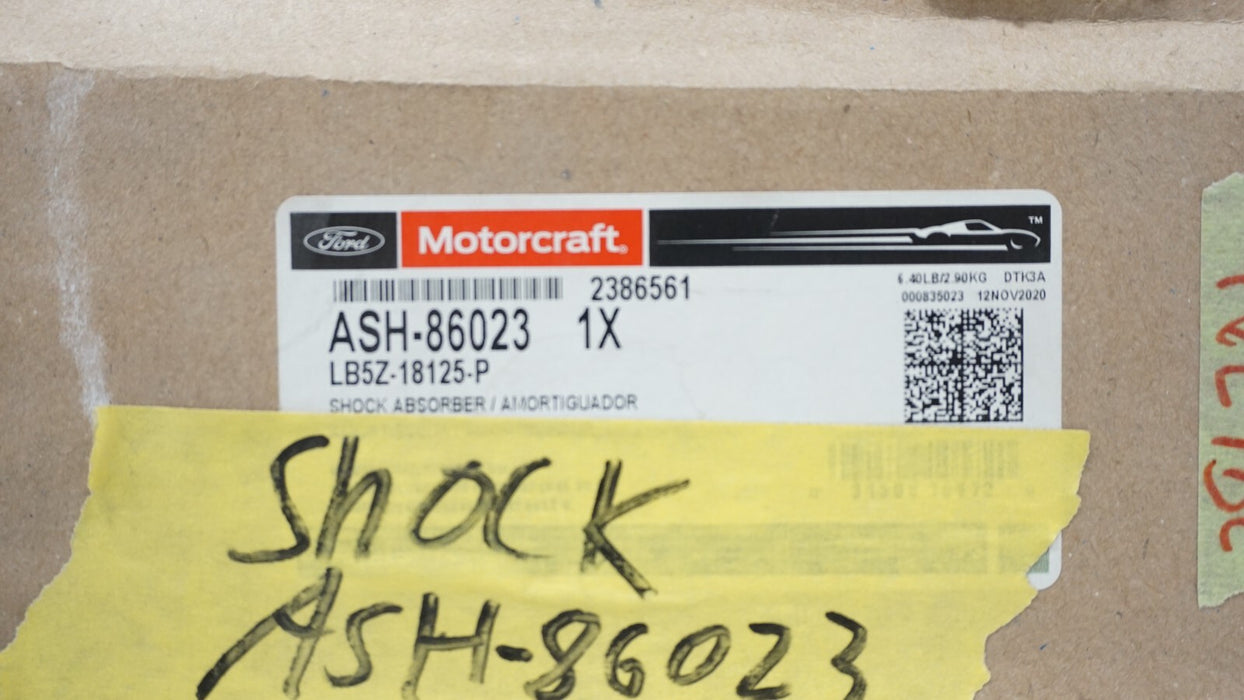 Ford Motorcraft® ™
2386561
6.40LB/2.90KG DTK3A
000835023 12NOV2020
ASH-86023 1X
LB5Z-18125-P
SHOCK ABSORBER / AMORTIGUADOR
ShOCK
ASH-86023